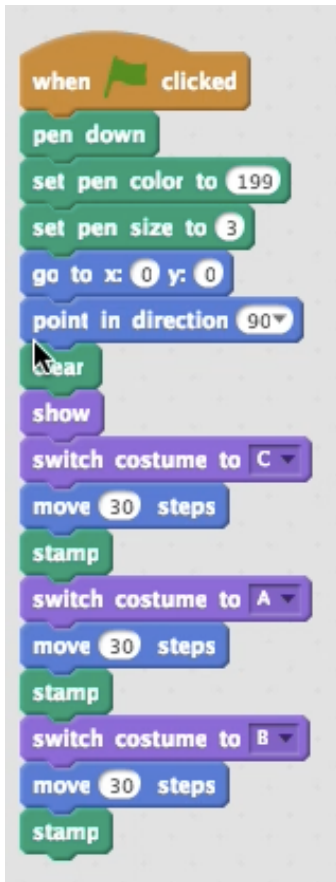 when clicked
pen down
set pen color to 199
set pen size to 3
go to x: 0 y: 0
point in direction 90
clear
show
switch costume to C
move 30 steps
stamp
switch costume to A
move 30 steps
stamp
switch costume to B
move 30 steps
stamp